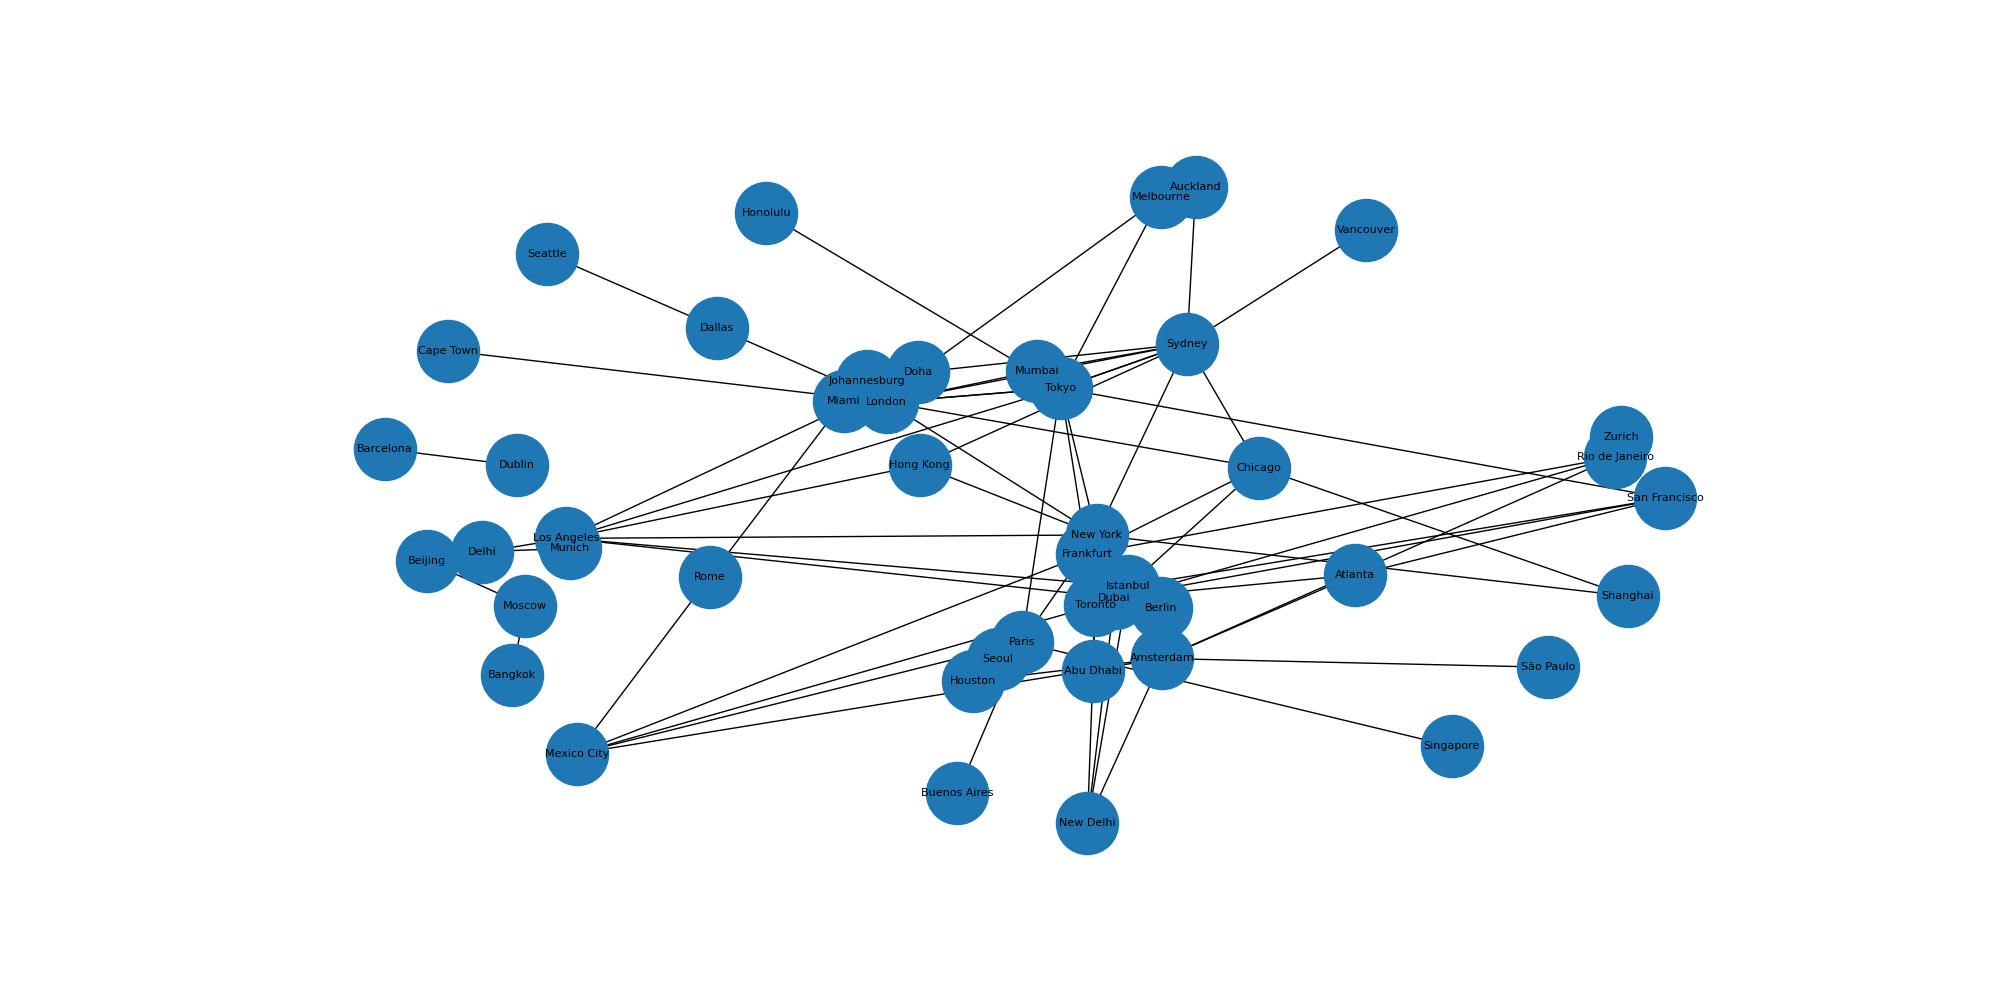 Auckland
Melbourne
Honolulu
Vancouver
Seattle
Dallas
Sydney
Cape Town
Doha
Mumbai
Johannesburg
Tokyo
Miami
London
Zurich
Barcelona
Rio de Janeiro
Dublin
Hong Kong
Chicago
San Francisco
New York
Los Angeles
Munich
Delhi
Frankfurt
Beijing
Atlanta
Rome
Istanbul
Shanghai
Dubai
Toronto
Moscow
Berlin
Paris
Seoul
Amsterdam
São Paulo
Abu Dhabi
Bangkok
Houston
Singapore
Mexico City
Buenos Aires
New Delhi